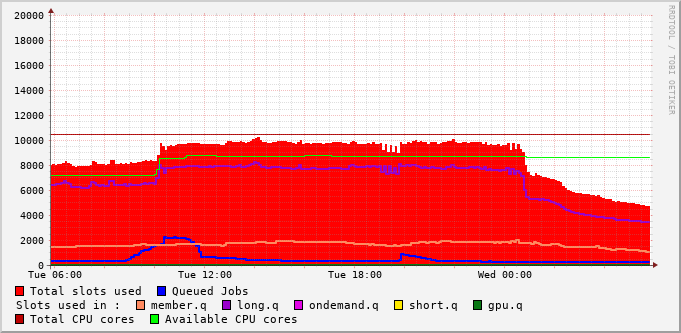 20000
18000
16000
14000
12000
10000
8000
6000
4000
2000
0
Tue 06:00 Tue 12:00 Tue 18:00 Wed 00:00
Total slots used Queued Jobs
Slots used in : member.q long.q ondemand.q short.q gpu.q
Total CPU cores Available CPU cores
RRDTOOL / TOBI OETIKER